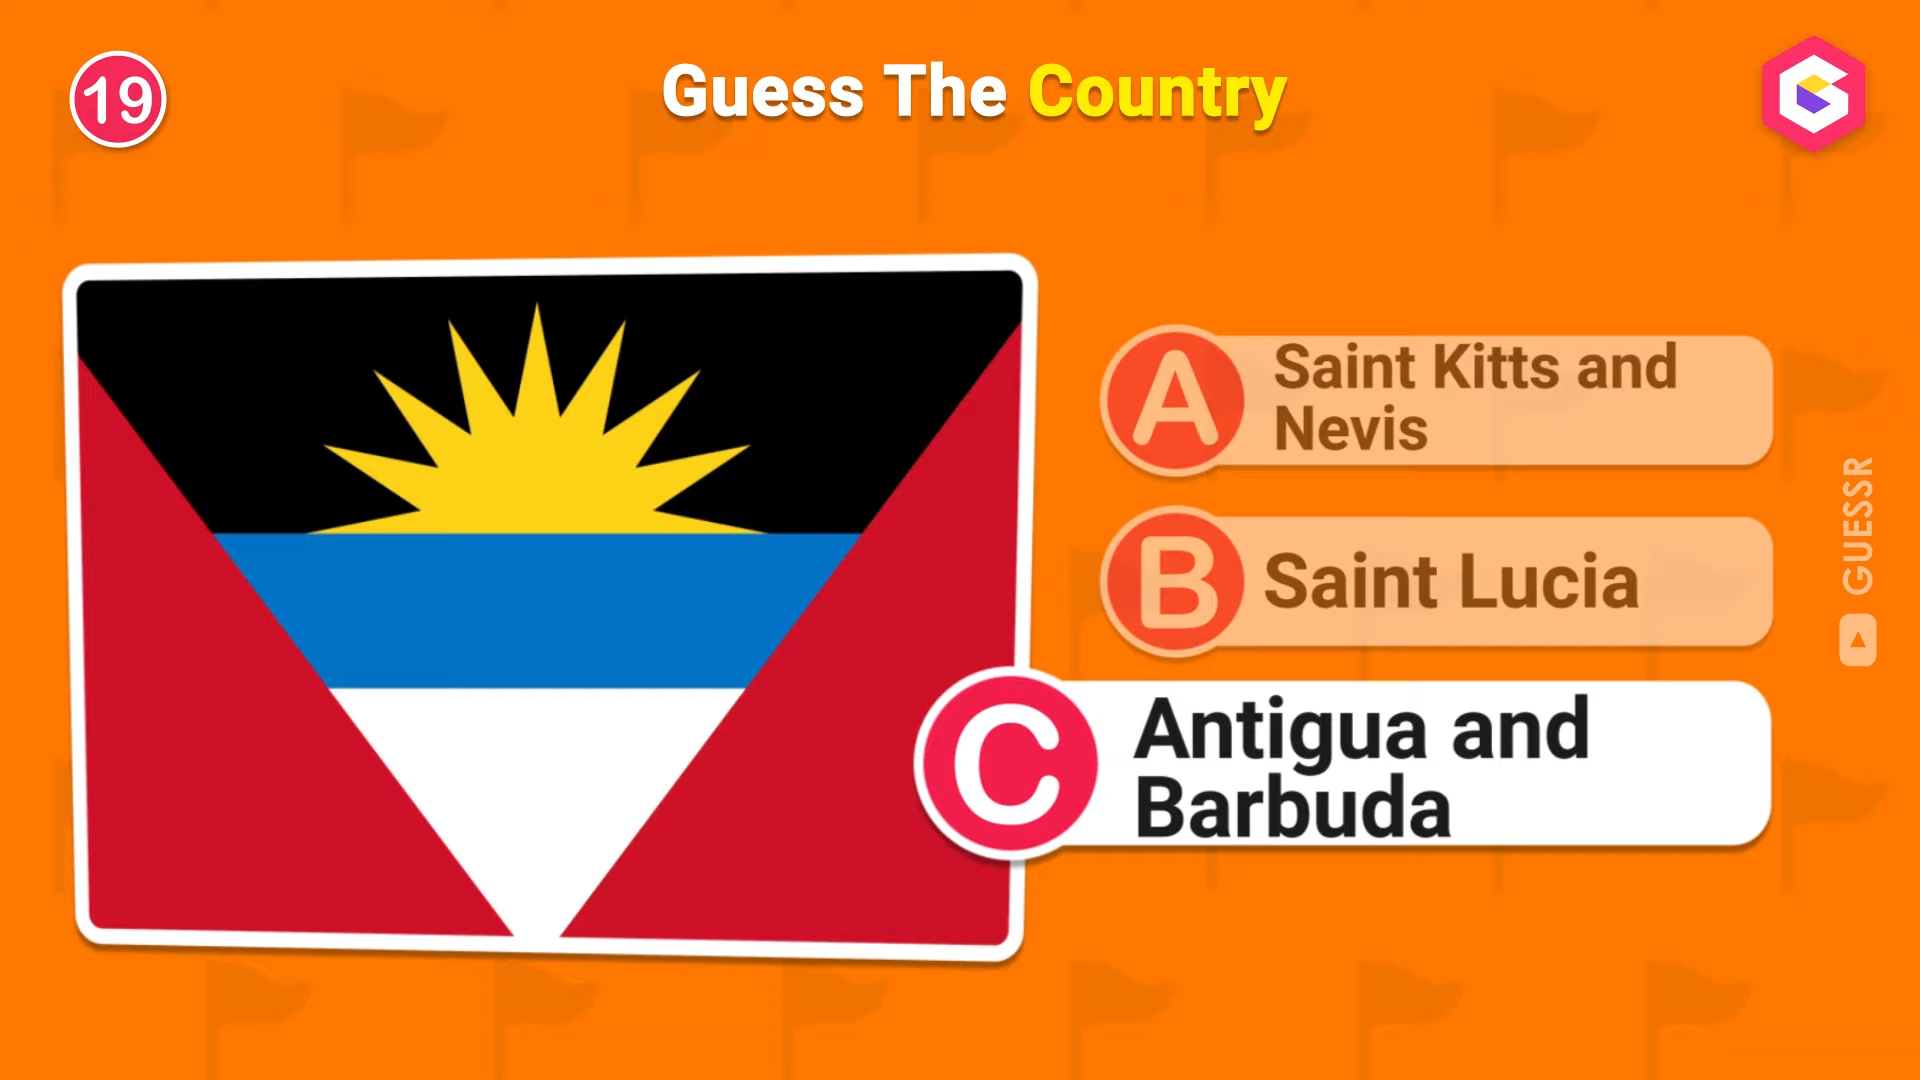 19
Guess The Country
A
Saint Kitts and
Nevis
B
Saint Lucia
C
Antigua and
Barbuda
GUESSR